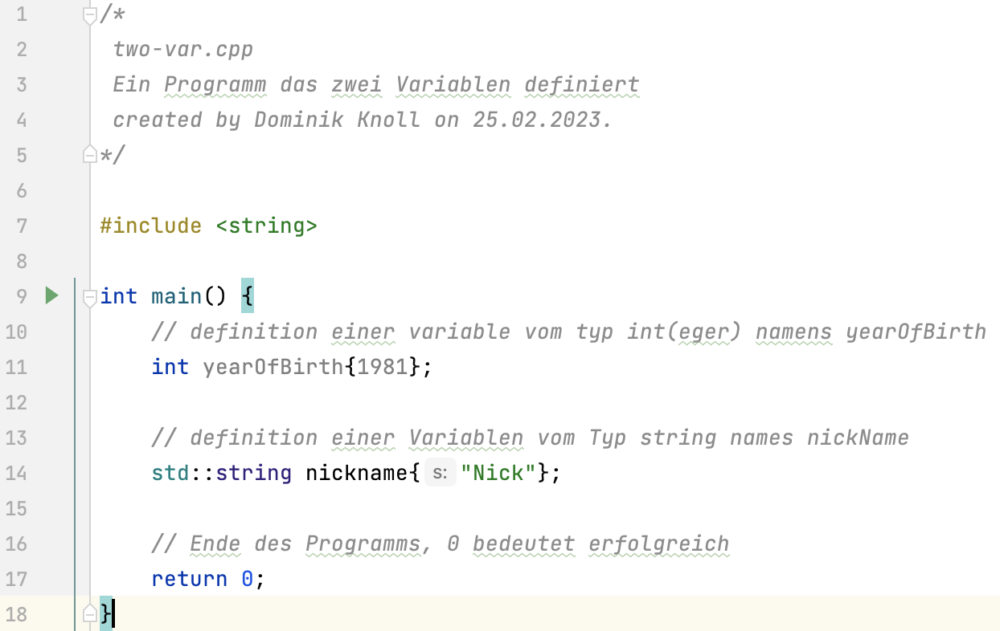 1 /*
2 two-var.cpp
3 Ein Programm das zwei Variablen definiert
4 created by Dominik Knoll on 25.02.2023.
5 */
6
7 #include <string>
8
9 int main() {
10 // definition einer variable vom typ int(eger) namens yearOfBirth
11 int yearOfBirth{1981};
12
13 // definition einer Variablen vom Typ string names nickName
14 std::string nickname{ s: "Nick"};
15
16 // Ende des Programms, 0 bedeutet erfolgreich
17 return 0;
18 }